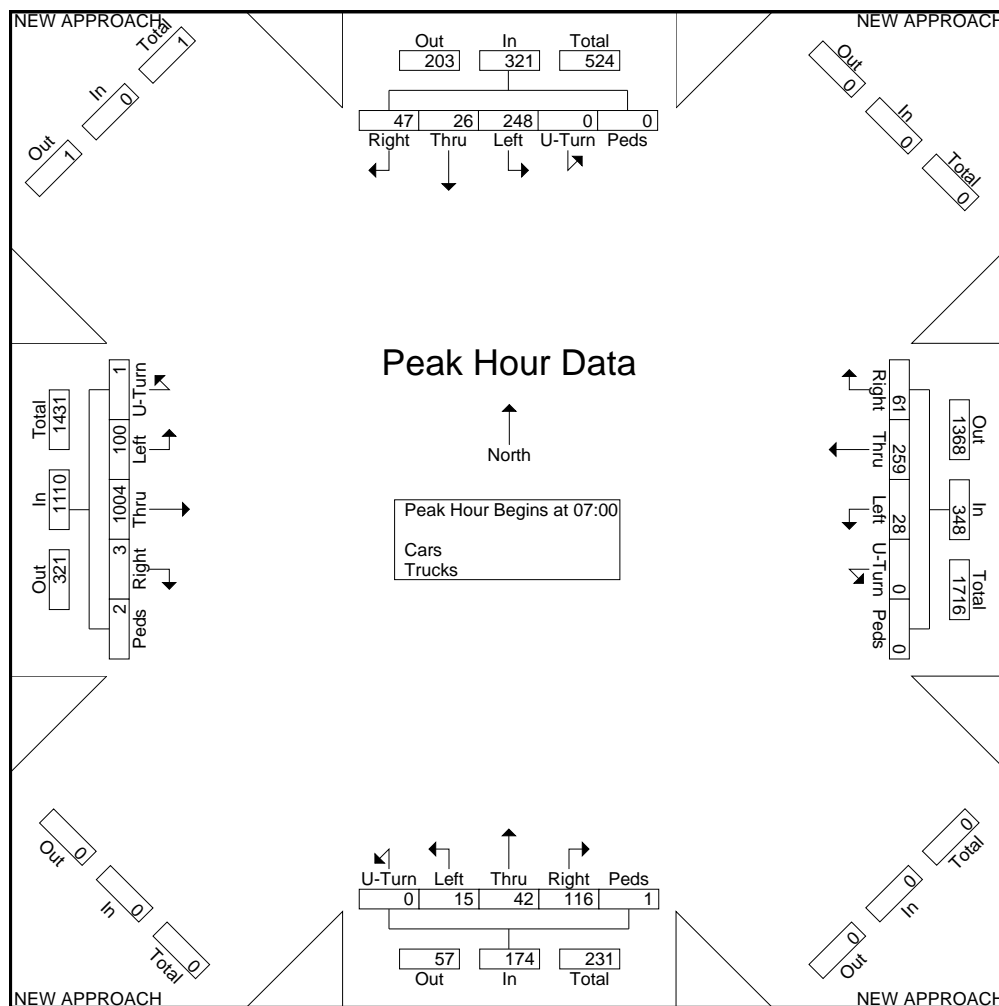 NEW APPROACH
NEW APPROACH
Out In Total
203 321 524
47 26 248 0 0
Right Thru Left U-Turn Peds
Total 1
In 0
Out 1
Out 0
In 0
Total 0
Peak Hour Data
North
Peak Hour Begins at 07:00
Cars
Trucks
Total 1431
In 1110
Out 321
1 U-Turn
100 Left
1004 Thru
3 Right
2 Peds
Right 61
Thru 259
Left 28
U-Turn 0
Peds 0
Out 1368
In 348
Total 1716
Out 0
In 0
Total 0
Total 0
In 0
Out 0
U-Turn Left Thru Right Peds
0 15 42 116 1
57 174 231
Out In Total
NEW APPROACH
NEW APPROACH